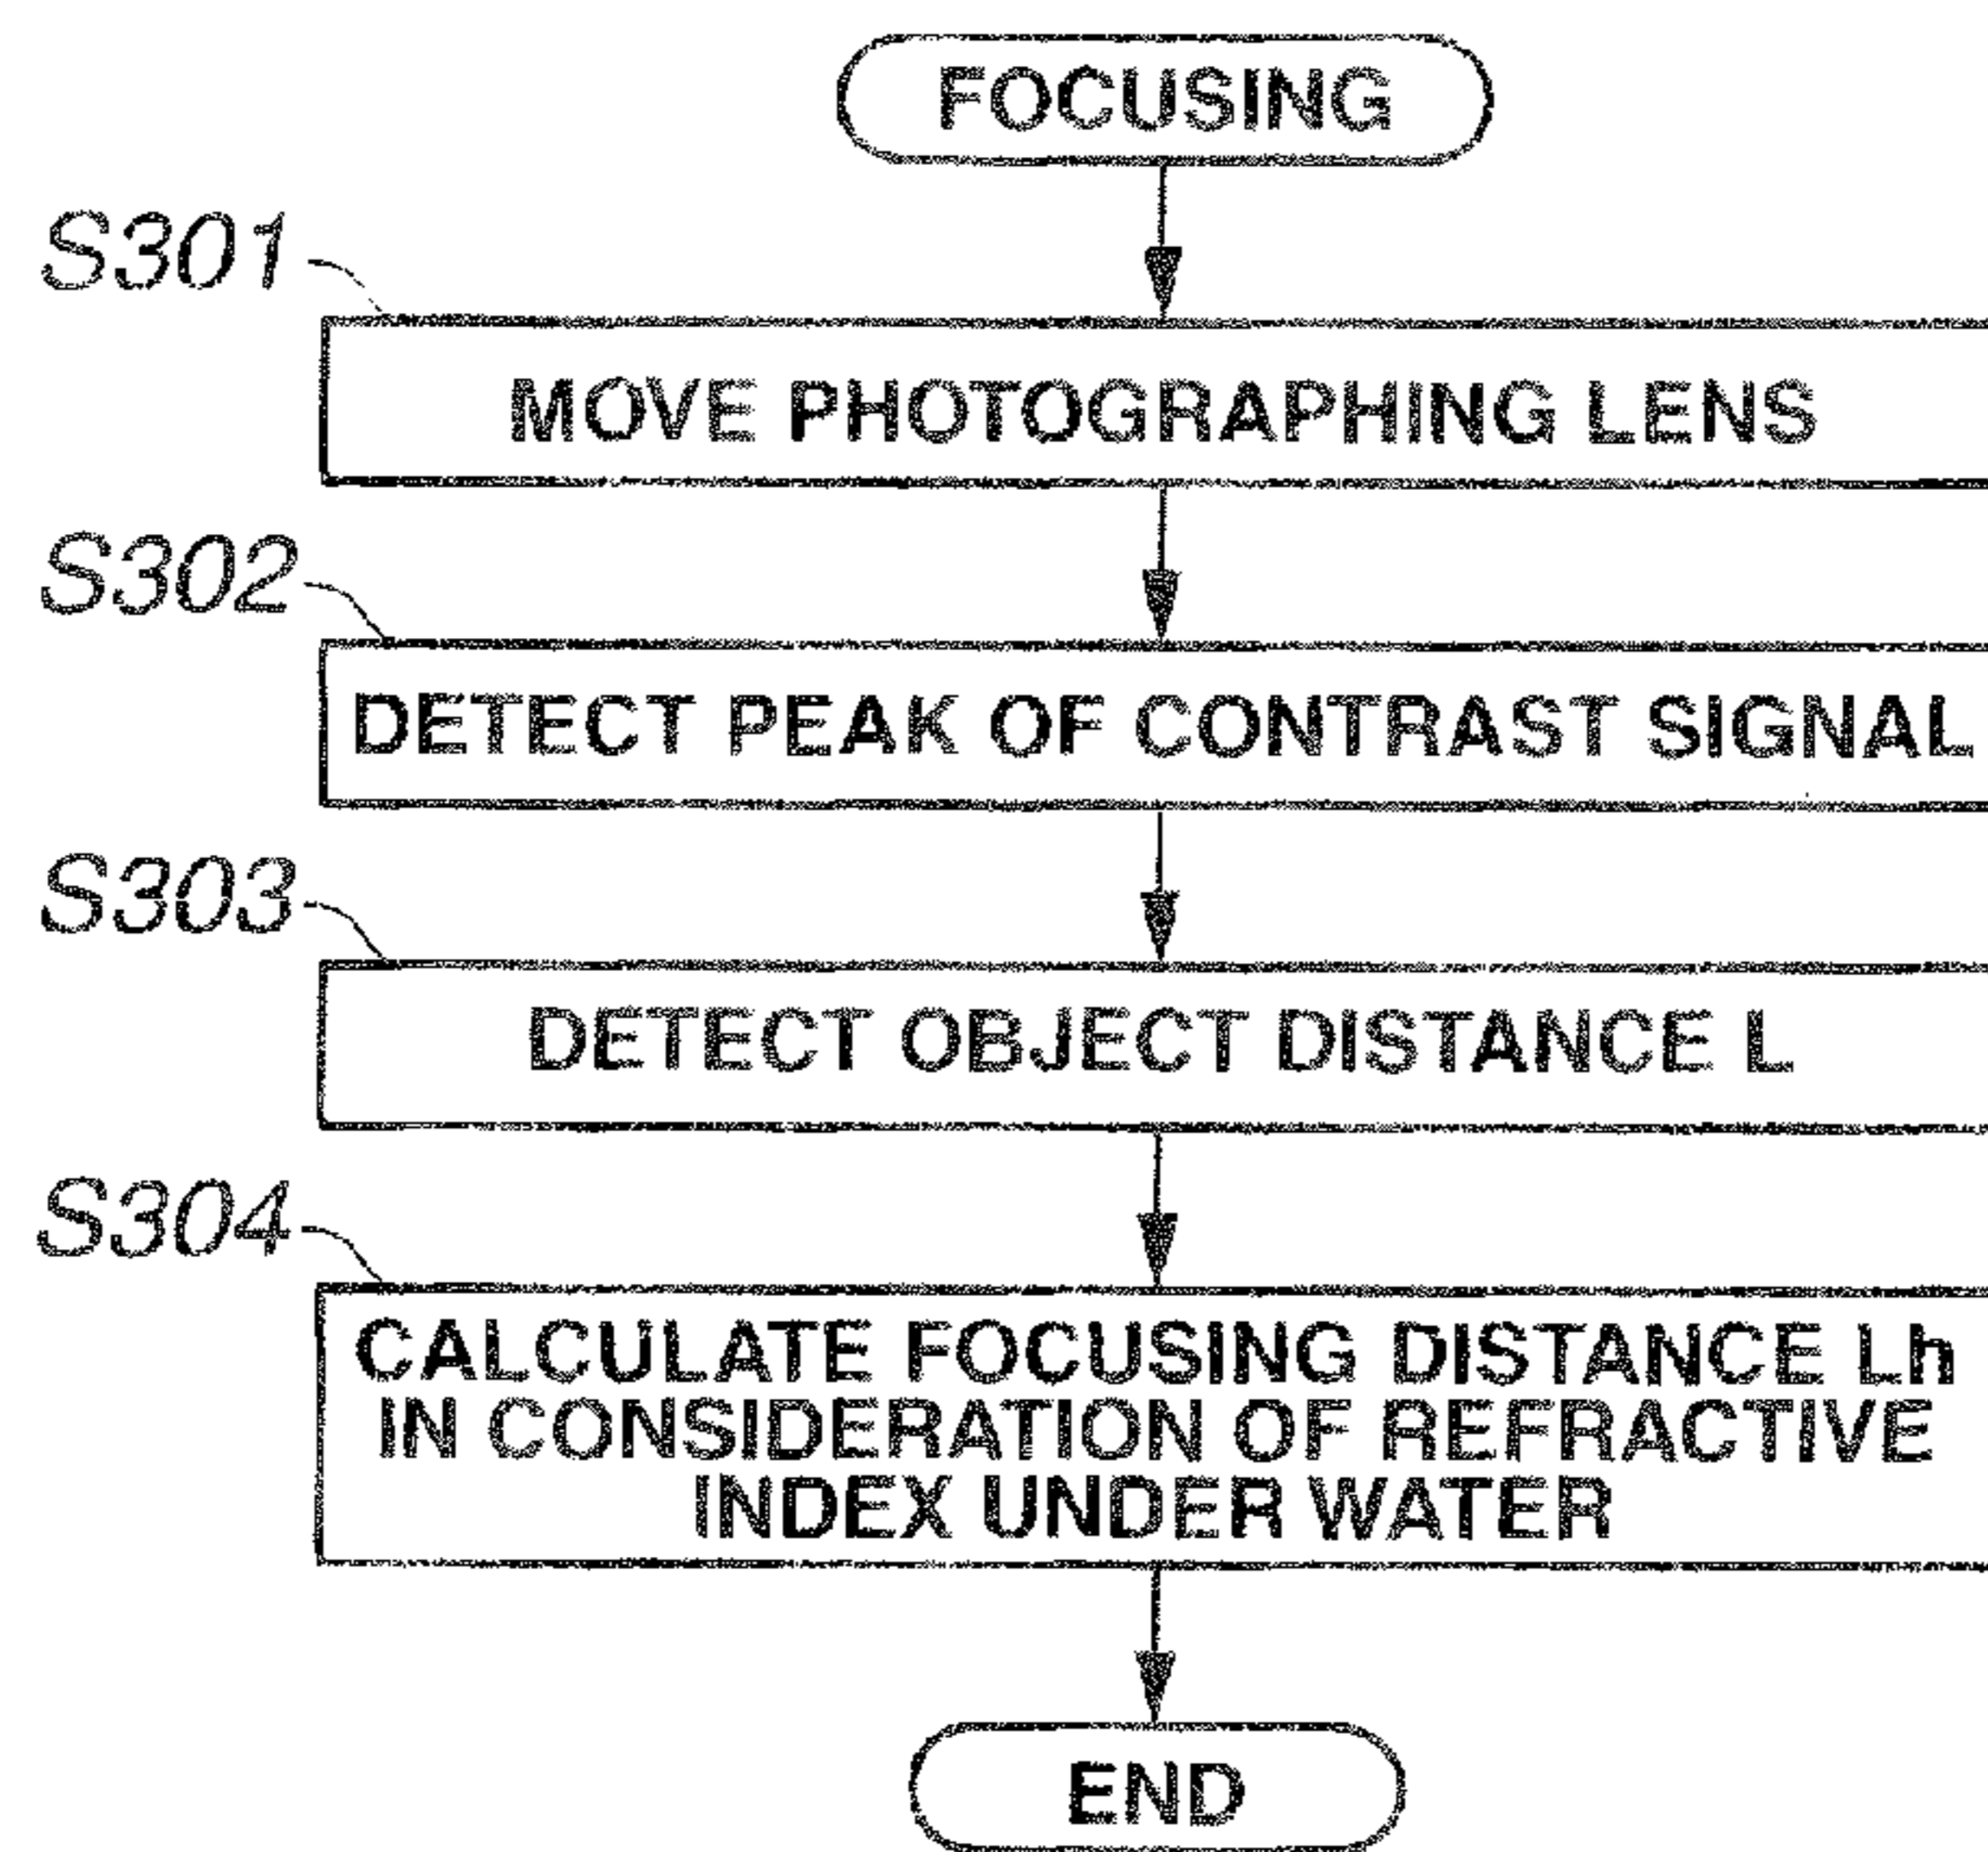 FOCUSING
S301
MOVE PHOTOGRAPHING LENS
S302
DETECT PEAK OF CONTRAST SIGNAL
S303
DETECT OBJECT DISTANCE L
S304
CALCULATE FOCUSING DISTANCE Lh
IN CONSIDERATION OF REFRACTIVE
INDEX UNDER WATER
END